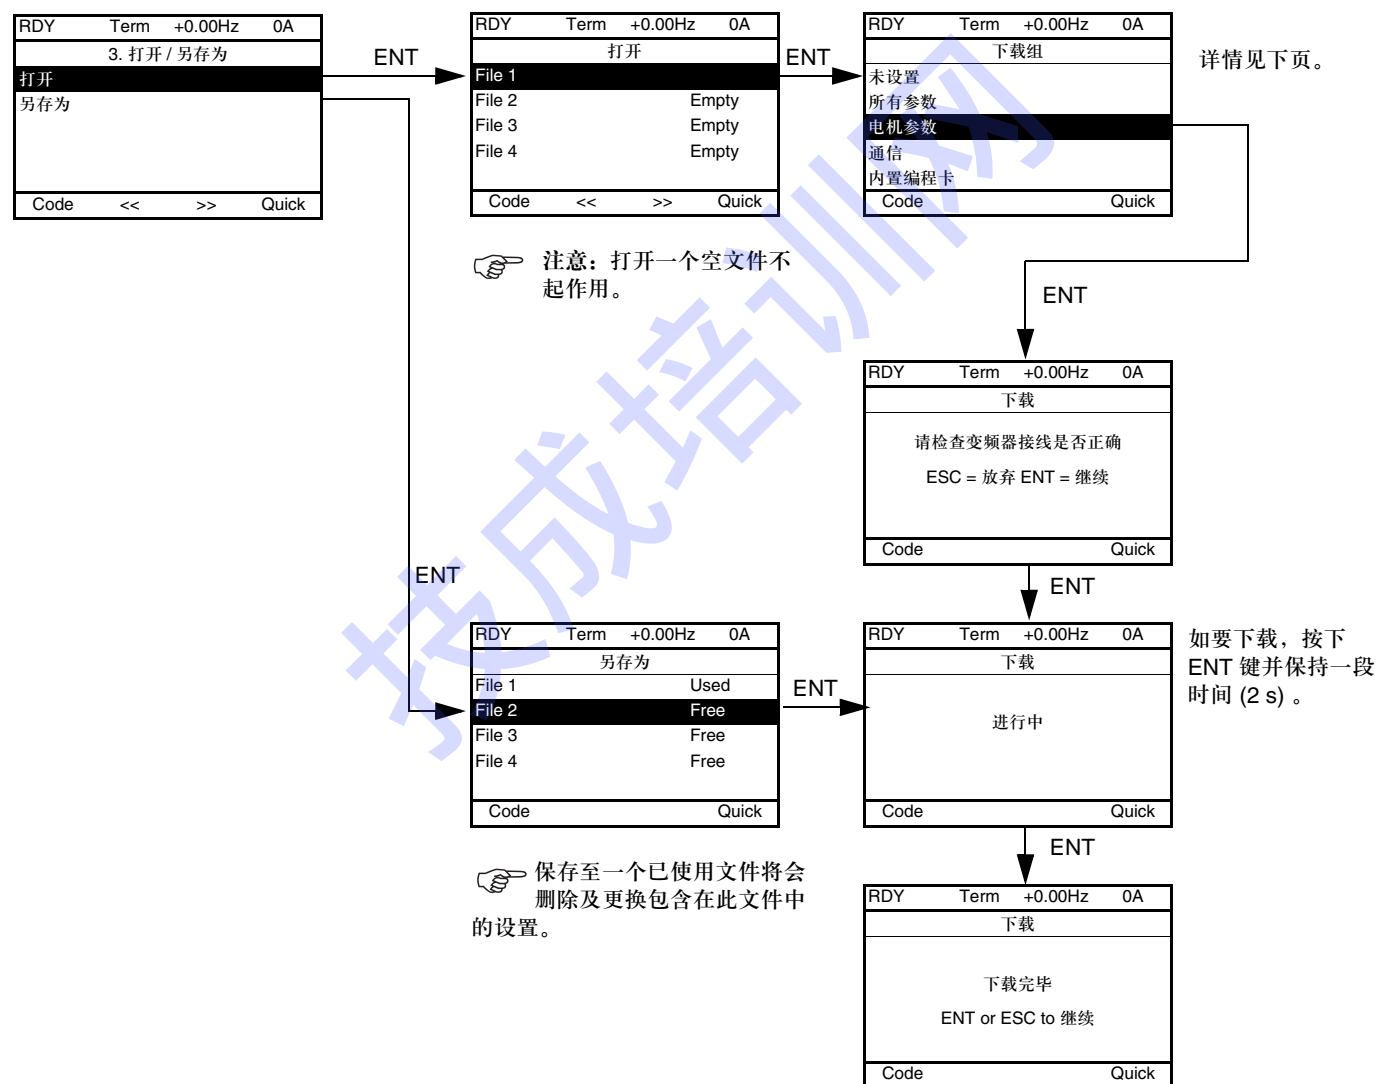 RDY Term +0.00Hz 0A
3. 打开 / 另存为
打开
另存为
Code << >> Quick
ENT
RDY Term +0.00Hz 0A
打开
File 1
File 2 Empty
File 3 Empty
File 4 Empty
Code << >> Quick
ENT
RDY Term +0.00Hz 0A
下载组
未设置
所有参数
电机参数
通信
内置编程卡
Code Quick
详情见下页。
注意：打开一个空文件不
起作用。
ENT
RDY Term +0.00Hz 0A
下载
请检查变频器接线是否正确
ESC = 放弃 ENT = 继续
Code Quick
ENT
ENT
RDY Term +0.00Hz 0A
另存为
File 1 Used
File 2 Free
File 3 Free
File 4 Free
Code Quick
ENT
RDY Term +0.00Hz 0A
下载
进行中
Code Quick
如要下载，按下
ENT 键并保持一段
时间 (2 s) 。
ENT
保存至一个已使用文件将会
删除及更换包含在此文件中
的设置。
RDY Term +0.00Hz 0A
下载
下载完毕
ENT or ESC to 继续
Code Quick
技成培训网